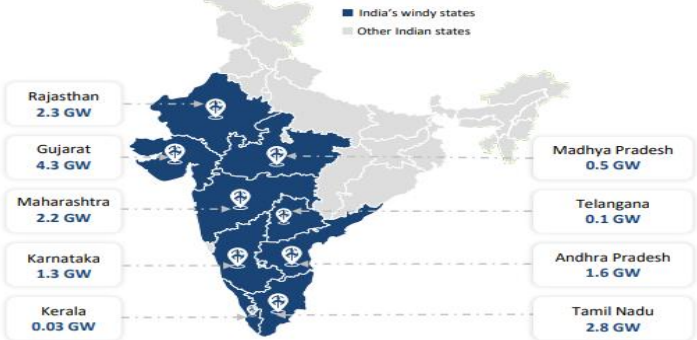 India's windy states
Other Indian states
Rajasthan
2.3 GW
Gujarat
4.3 GW
Maharashtra
2.2 GW
Karnataka
1.3 GW
Kerala
0.03 GW
Madhya Pradesh
0.5 GW
Telangana
0.1 GW
Andhra Pradesh
1.6 GW
Tamil Nadu
2.8 GW